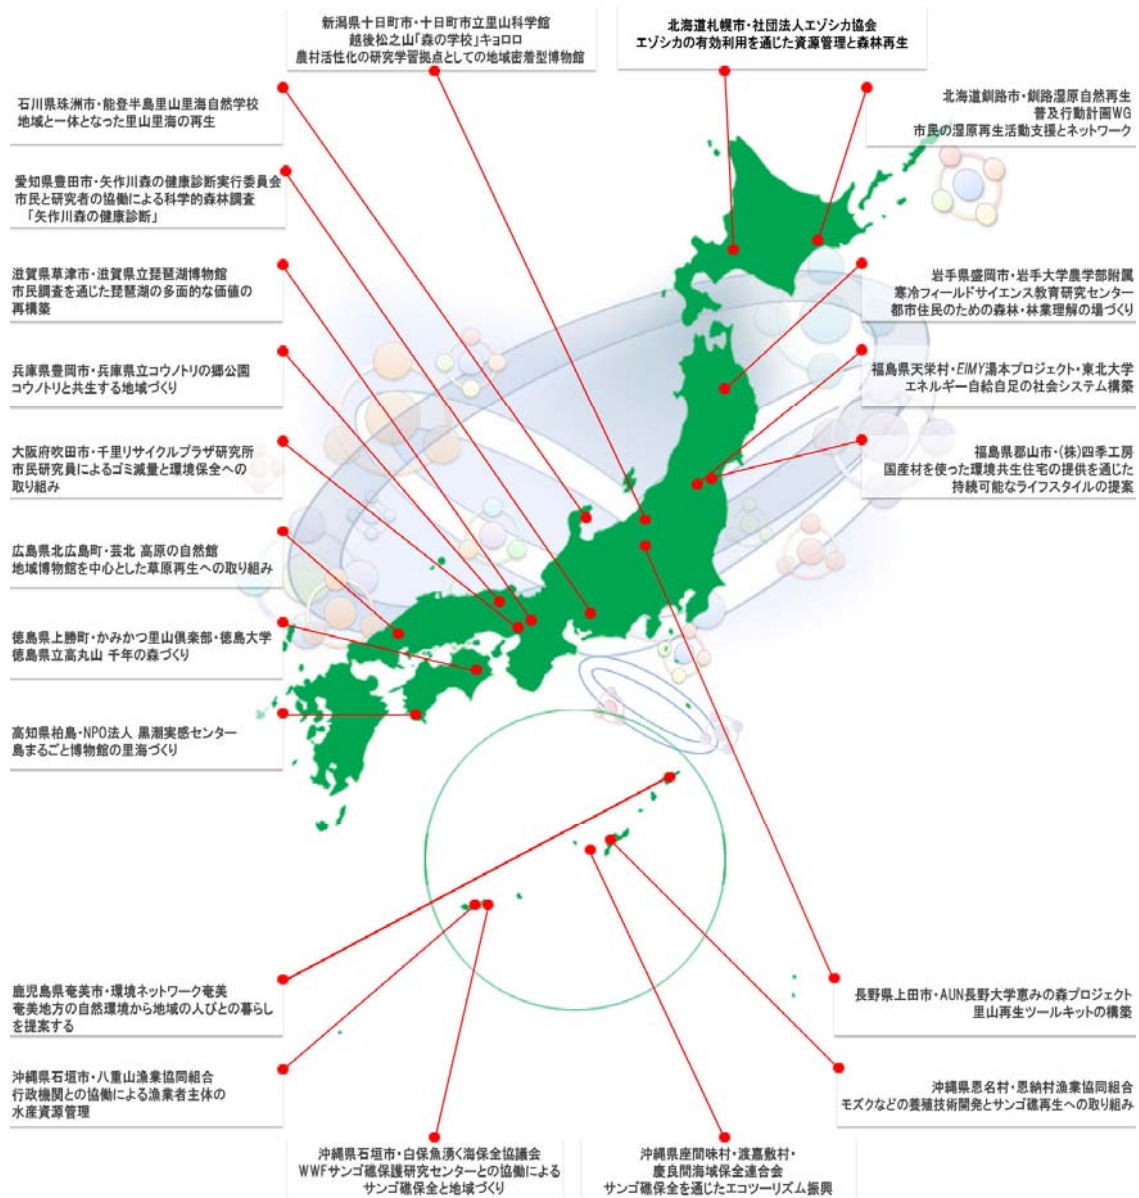 新潟県十日町市・十日町市立里山科学館
越後松之山「森の学校」キョロロ
農村活性化の研究学習拠点としての地域密着型博物館
北海道札幌市・社団法人エゾシカ協会
エゾシカの有効利用を通じた資源管理と森林再生
石川県珠洲市・能登半島里山里海自然学校
地域と一体となった里山里海の再生
北海道釧路市・釧路湿原自然再生
普及行動計画WG
市民の湿原再生活動支援とネットワーク
愛知県豊田市・矢作川森の健康診断実行委員会
市民と研究者の協働による科学的森林調査
「矢作川森の健康診断」
滋賀県草津市・滋賀県立琵琶湖博物館
市民調査を通じた琵琶湖の多面的な価値の
再構築
岩手県盛岡市・岩手大学農学部附属
寒冷フィールドサイエンス教育研究センター
都市住民のための森林・林業理解の場づくり
兵庫県豊岡市・兵庫県立コウノトリの郷公園
コウノトリと共生する地域づくり
福島県天栄村・EIMY湯本プロジェクト・東北大学
エネルギー自給自足の社会システム構築
大阪府吹田市・千里リサイクルプラザ研究所
市民研究員によるゴミ減量と環境保全への
取り組み
福島県郡山市・(株)四季工房
国産材を使った環境共生住宅の提供を通じた
持続可能なライフスタイルの提案
広島県北広島町・芸北 高原の自然館
地域博物館を中心とした草原再生への取り組み
徳島県上勝町・かみかつ里山倶楽部・徳島大学
徳島県立高丸山 千年の森づくり
高知県柏島・NPO法人 黒潮実感センター
島まるごと博物館の里海づくり
鹿児島県奄美市・環境ネットワーク奄美
奄美地方の自然環境から地域の人びとの暮らし
を提案する
長野県上田市・AUN長野大学恵みの森プロジェクト
里山再生ツールキットの構築
沖縄県石垣市・八重山漁業協同組合
行政機関との協働による漁業者主体の
水産資源管理
沖縄県恩名村・恩納村漁業協同組合
モズクなどの養殖技術開発とサンゴ礁再生への取り組み
沖縄県石垣市・白保魚湧く海保全協議会
WWFサンゴ礁保護研究センターとの協働による
サンゴ礁保全と地域づくり
沖縄県座間味村・渡嘉敷村・
慶良間海域保全連合会
サンゴ礁保全を通じたエコツーリズム振興